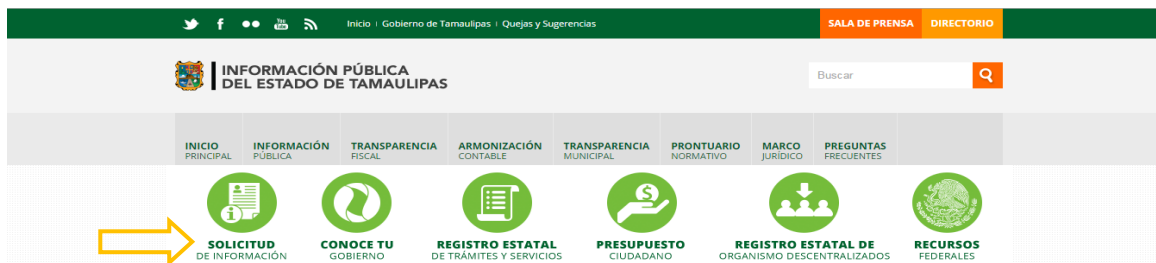 You Tube Inicio | Gobierno de Tamaulipas | Quejas y Sugerencias SALA DE PRENSA DIRECTORIO
INFORMACIÓN PÚBLICA
DEL ESTADO DE TAMAULIPAS
Buscar
INICIO INFORMACIÓN TRANSPARENCIA ARMONIZACIÓN TRANSPARENCIA PRONTUARIO MARCO PREGUNTAS
PRINCIPAL PÚBLICA FISCAL CONTABLE MUNICIPAL NORMATIVO JURÍDICO FRECUENTES
SOLICITUD CONOCE TU REGISTRO ESTATAL PRESUPUESTO REGISTRO ESTATAL DE RECURSOS
DE INFORMACIÓN GOBIERNO DE TRÁMITES Y SERVICIOS CIUDADANO ORGANISMO DESCENTRALIZADOS FEDERALES